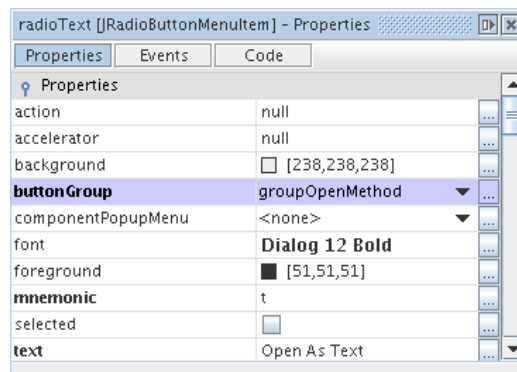 radioText [JRadioButtonMenuItem] - Properties
Properties Events Code
Properties
action null ...
accelerator null ...
background [238,238,238] ...
buttonGroup groupOpenMethod ...
componentPopupMenu <none> ...
font Dialog 12 Bold ...
foreground [51,51,51] ...
mnemonic t ...
selected ...
text Open As Text ...